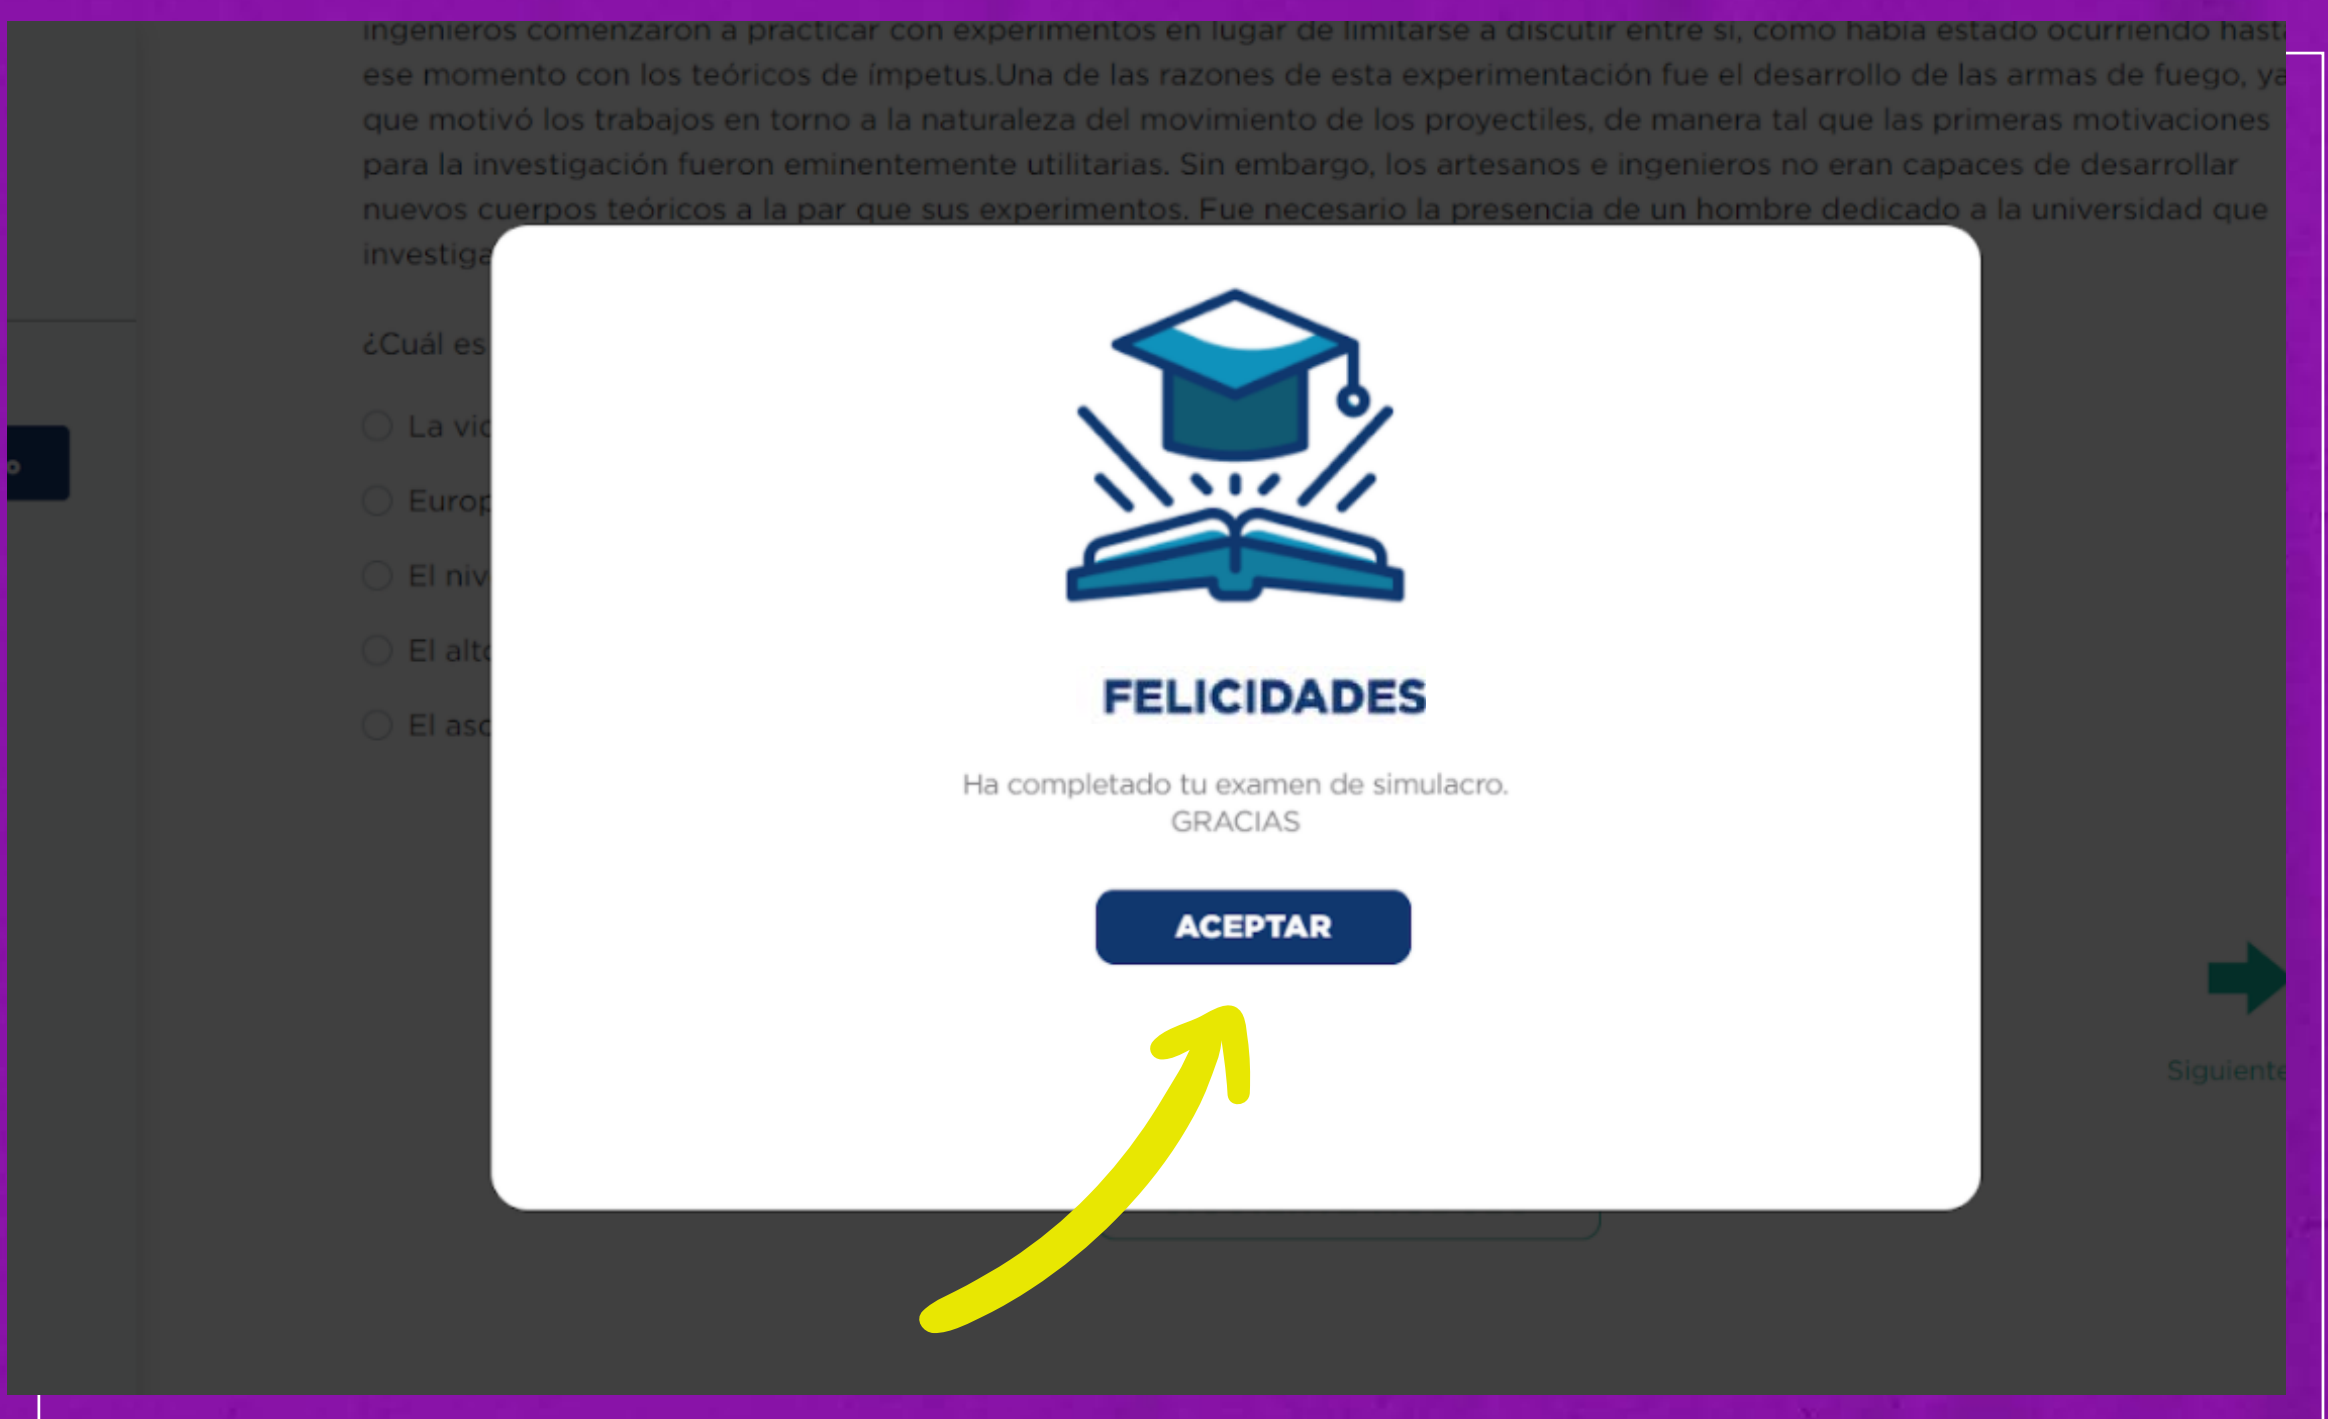 ingenieros comenzaron a practicar con experimentos en lugar de limitarse a discutir entre sí, como había estado ocurriendo hasta
ese momento con los teóricos de ímpetus.Una de las razones de esta experimentación fue el desarrollo de las armas de fuego, ya
que motivó los trabajos en torno a la naturaleza del movimiento de los proyectiles, de manera tal que las primeras motivaciones
para la investigación fueron eminentemente utilitarias. Sin embargo, los artesanos e ingenieros no eran capaces de desarrollar
nuevos cuerpos teóricos a la par que sus experimentos. Fue necesario la presencia de un hombre dedicado a la universidad que
investiga
¿Cuál es
La
Europ
El niv
El alto
El asc
FELICIDADES
Ha completado tu examen de simulacro.
GRACIAS
ACEPTAR
Siguiente